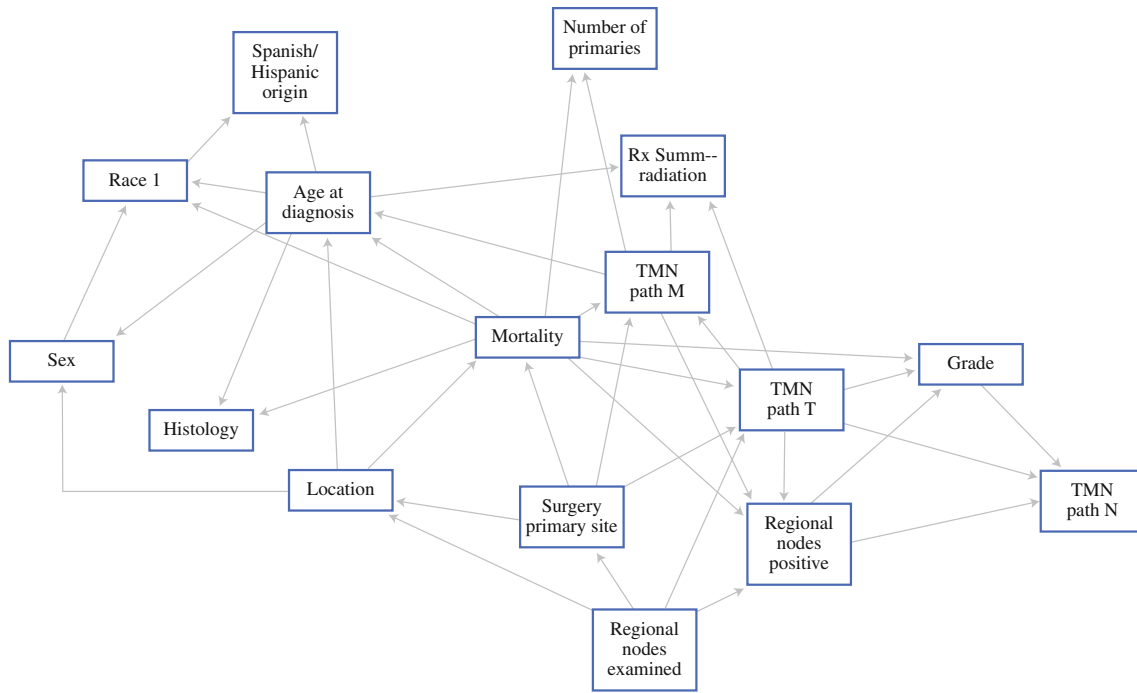 Number of
primaries
Spanish/
Hispanic
origin
Rx Summ--
radiation
Race 1
Age at
diagnosis
TMN
path M
Mortality
Sex
Grade
TMN
path T
Histology
Location
Surgery
primary site
Regional
nodes
positive
TMN
path N
Regional
nodes
examined